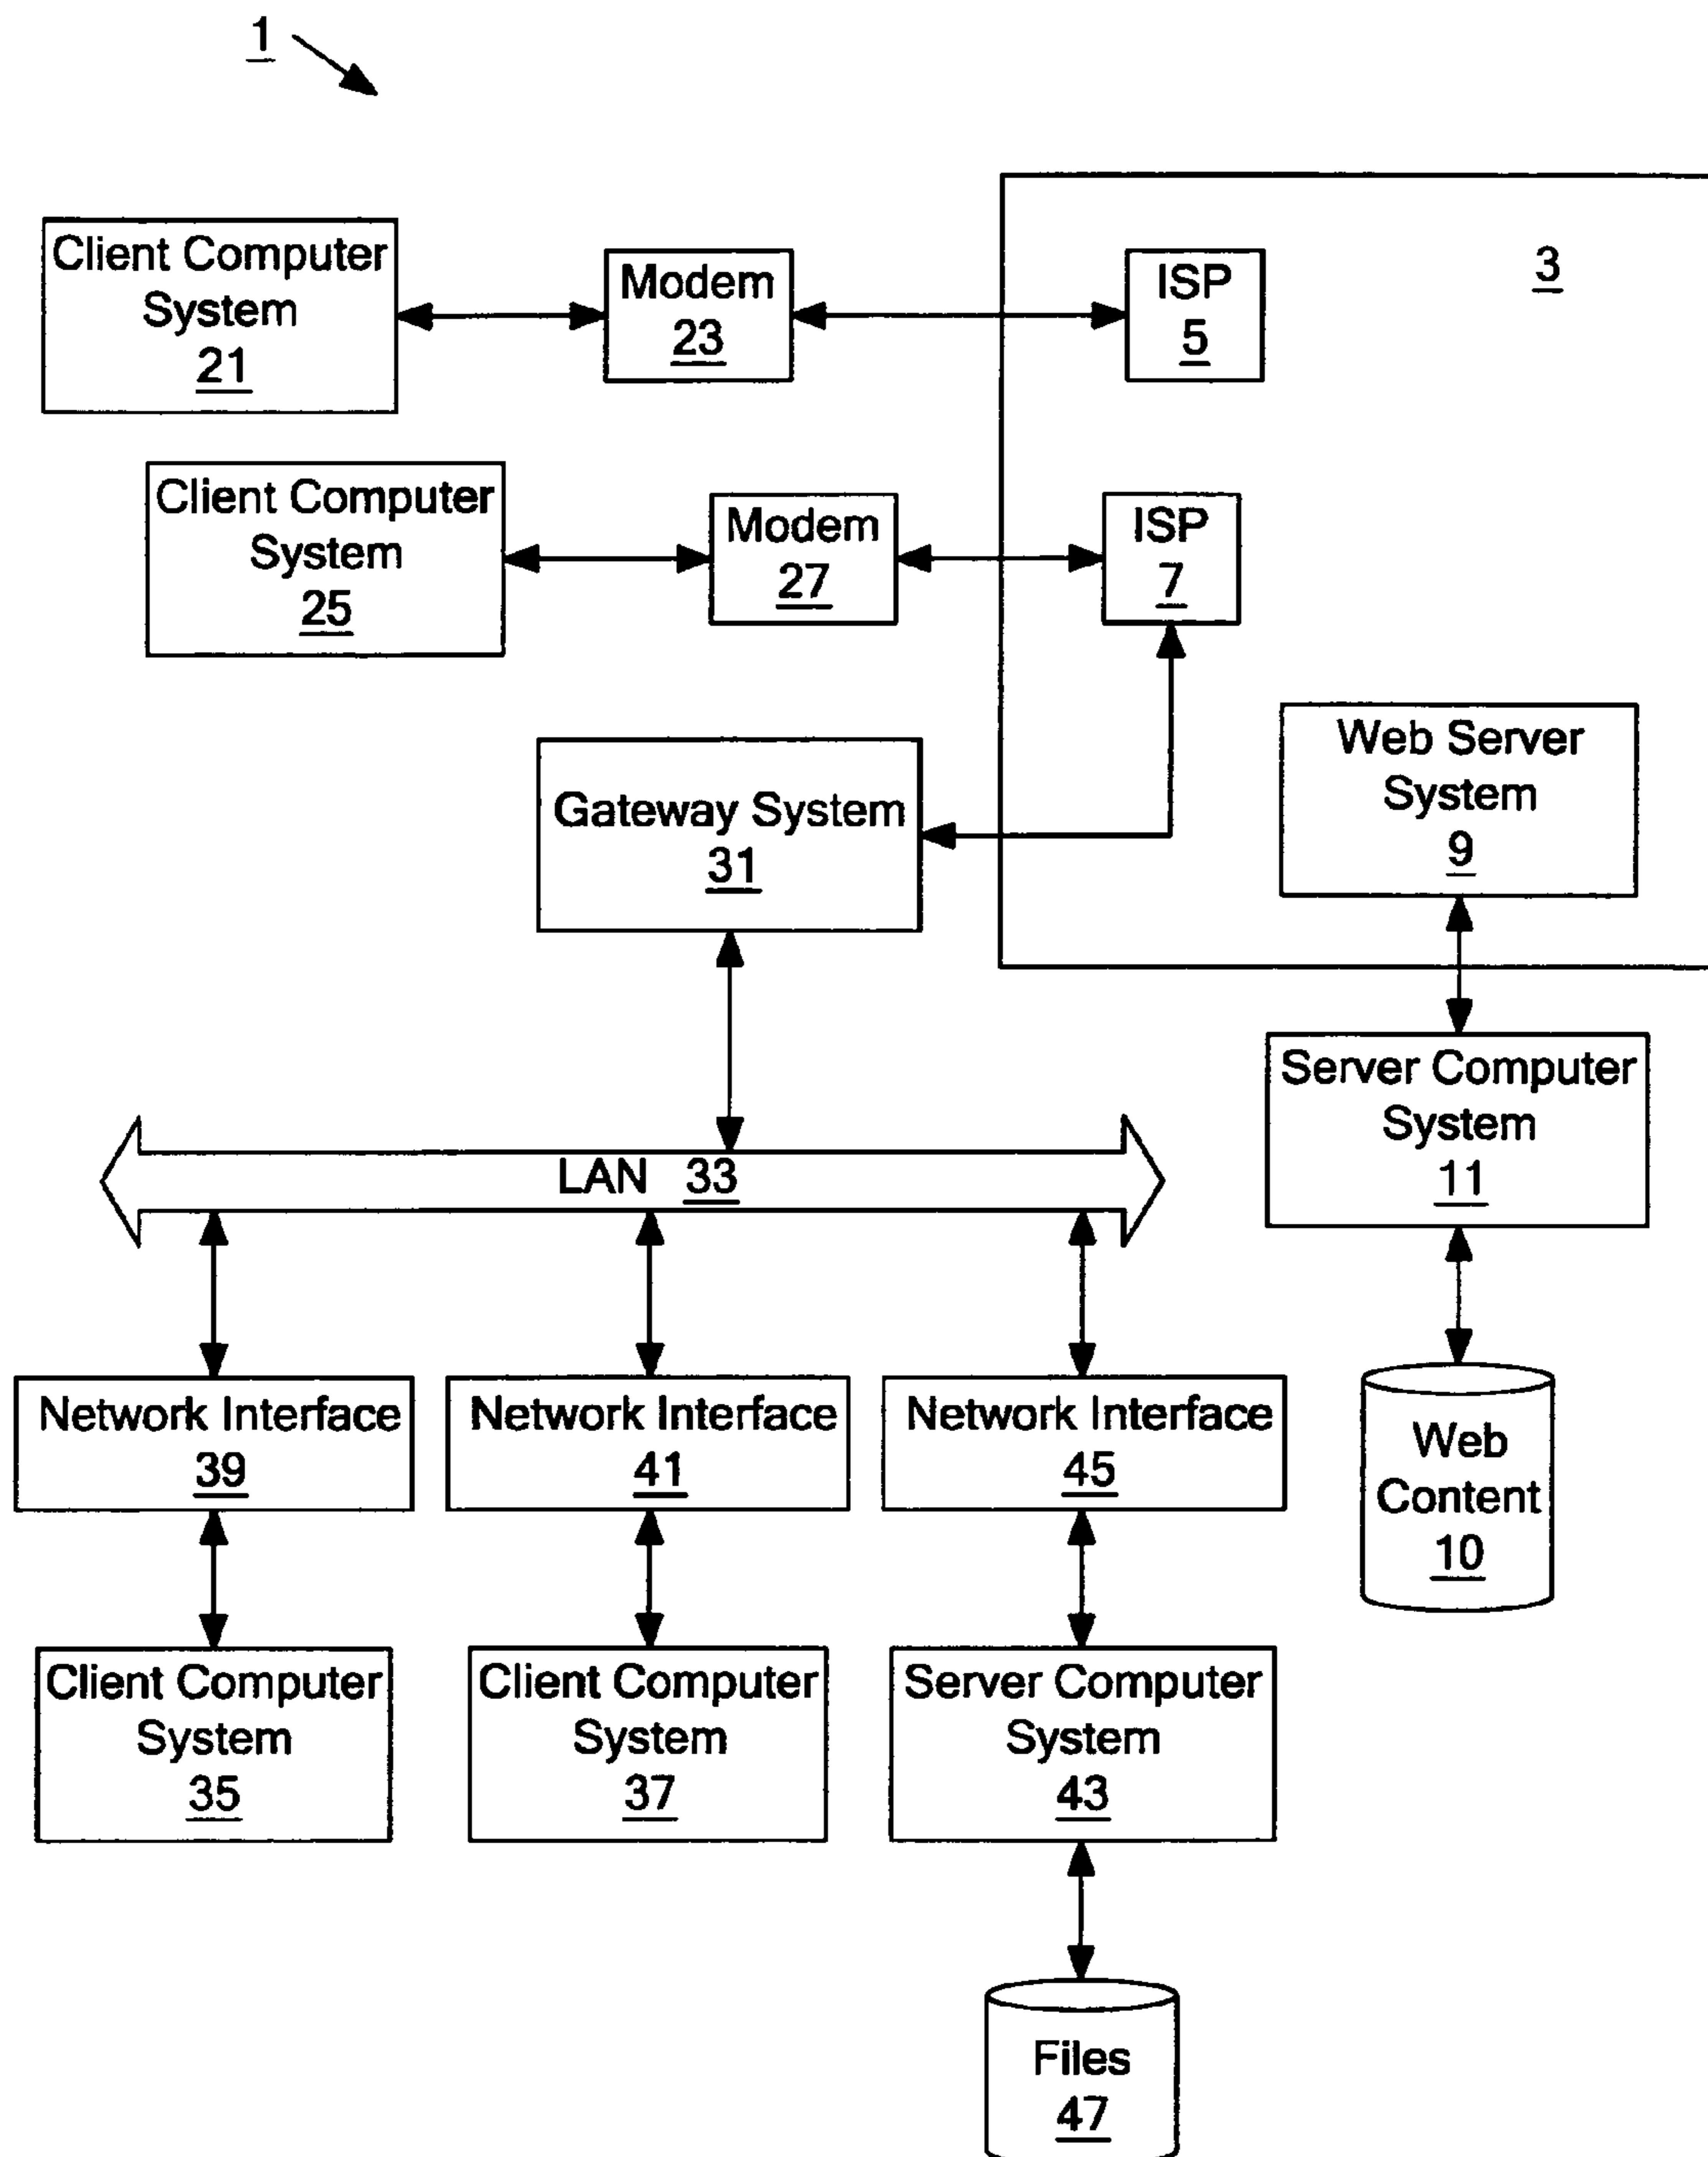 1
3
Client Computer
System
21
Modem
23
ISP
5
Client Computer
System
25
Modem
27
ISP
7
Gateway System
31
Web Server
System
9
LAN 33
Server Computer
System
11
Network Interface
39
Network Interface
41
Network Interface
45
Web
Content
10
Client Computer
System
35
Client Computer
System
37
Server Computer
System
43
Files
47